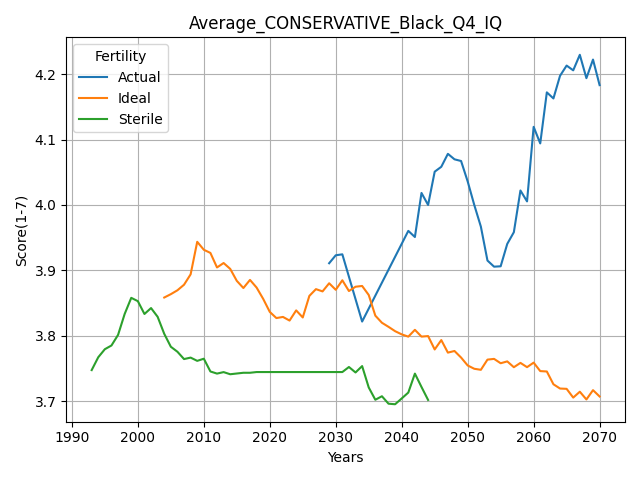 Average_CONSERVATIVE_Black_Q4_IQ
Fertility
Actual
Ideal
Sterile
4.2
4.1
4.0
3.9
3.8
3.7
Score(1-7)
1990 2000 2010 2020 2030 2040 2050 2060 2070
Years